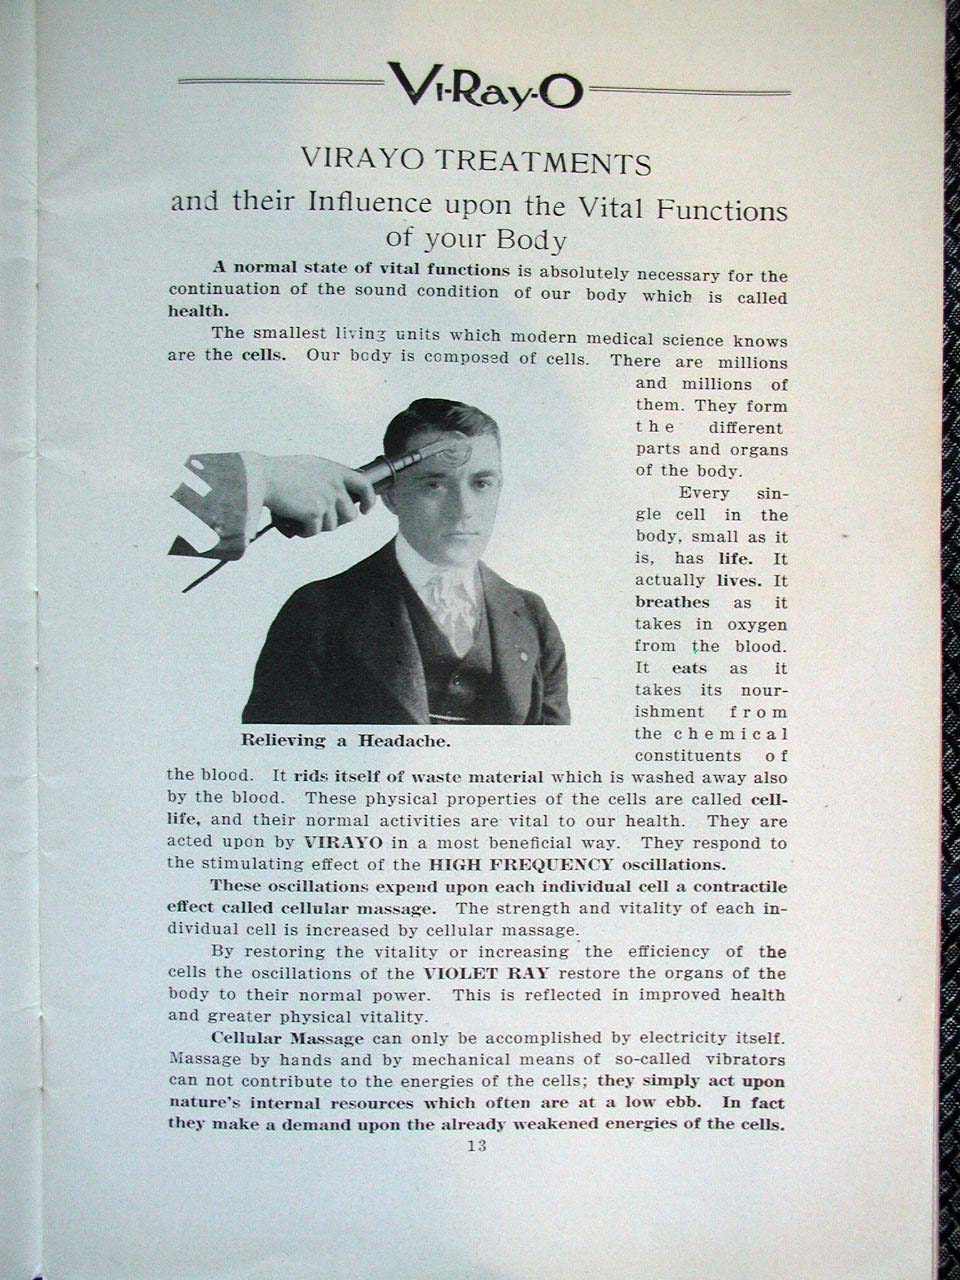 Vi-Ray-O
VIRAYO TREATMENTS
and their Influence upon the Vital Functions
of your Body
A normal state of vital functions is absolutely necessary for the
continuation of the sound condition of our body which is called
health.
The smallest living units which modern medical science knows
are the cells. Our body is composed of cells. There are millions
and millions of
them. They form
the different
parts and organs
of the body.
Every sin-
gle cell in the
body, small as it
is, has life. It
actually lives. It
breathes as it
takes in oxygen
from the blood.
It eats as it
takes its nour-
ishment from
the chemical
constituents of
Relieving a Headache.
the blood. It rids itself of waste material which is washed away also
by the blood. These physical properties of the cells are called cell-
life, and their normal activities are vital to our health. They are
acted upon by VIRAYO in a most beneficial way. They respond to
the stimulating effect of the HIGH FREQUENCY oscillations.
These oscillations expend upon each individual cell a contractile
effect called cellular massage. The strength and vitality of each in-
dividual cell is increased by cellular massage.
By restoring the vitality or increasing the efficiency of the
cells the oscillations of the VIOLET RAY restore the organs of the
body to their normal power. This is reflected in improved health
and greater physical vitality.
Cellular Massage can only be accomplished by electricity itself.
Massage by hands and by mechanical means of so-called vibrators
can not contribute to the energies of the cells; they simply act upon
nature's internal resources which often are at a low ebb. In fact
they make a demand upon the already weakened energies of the cells.
13